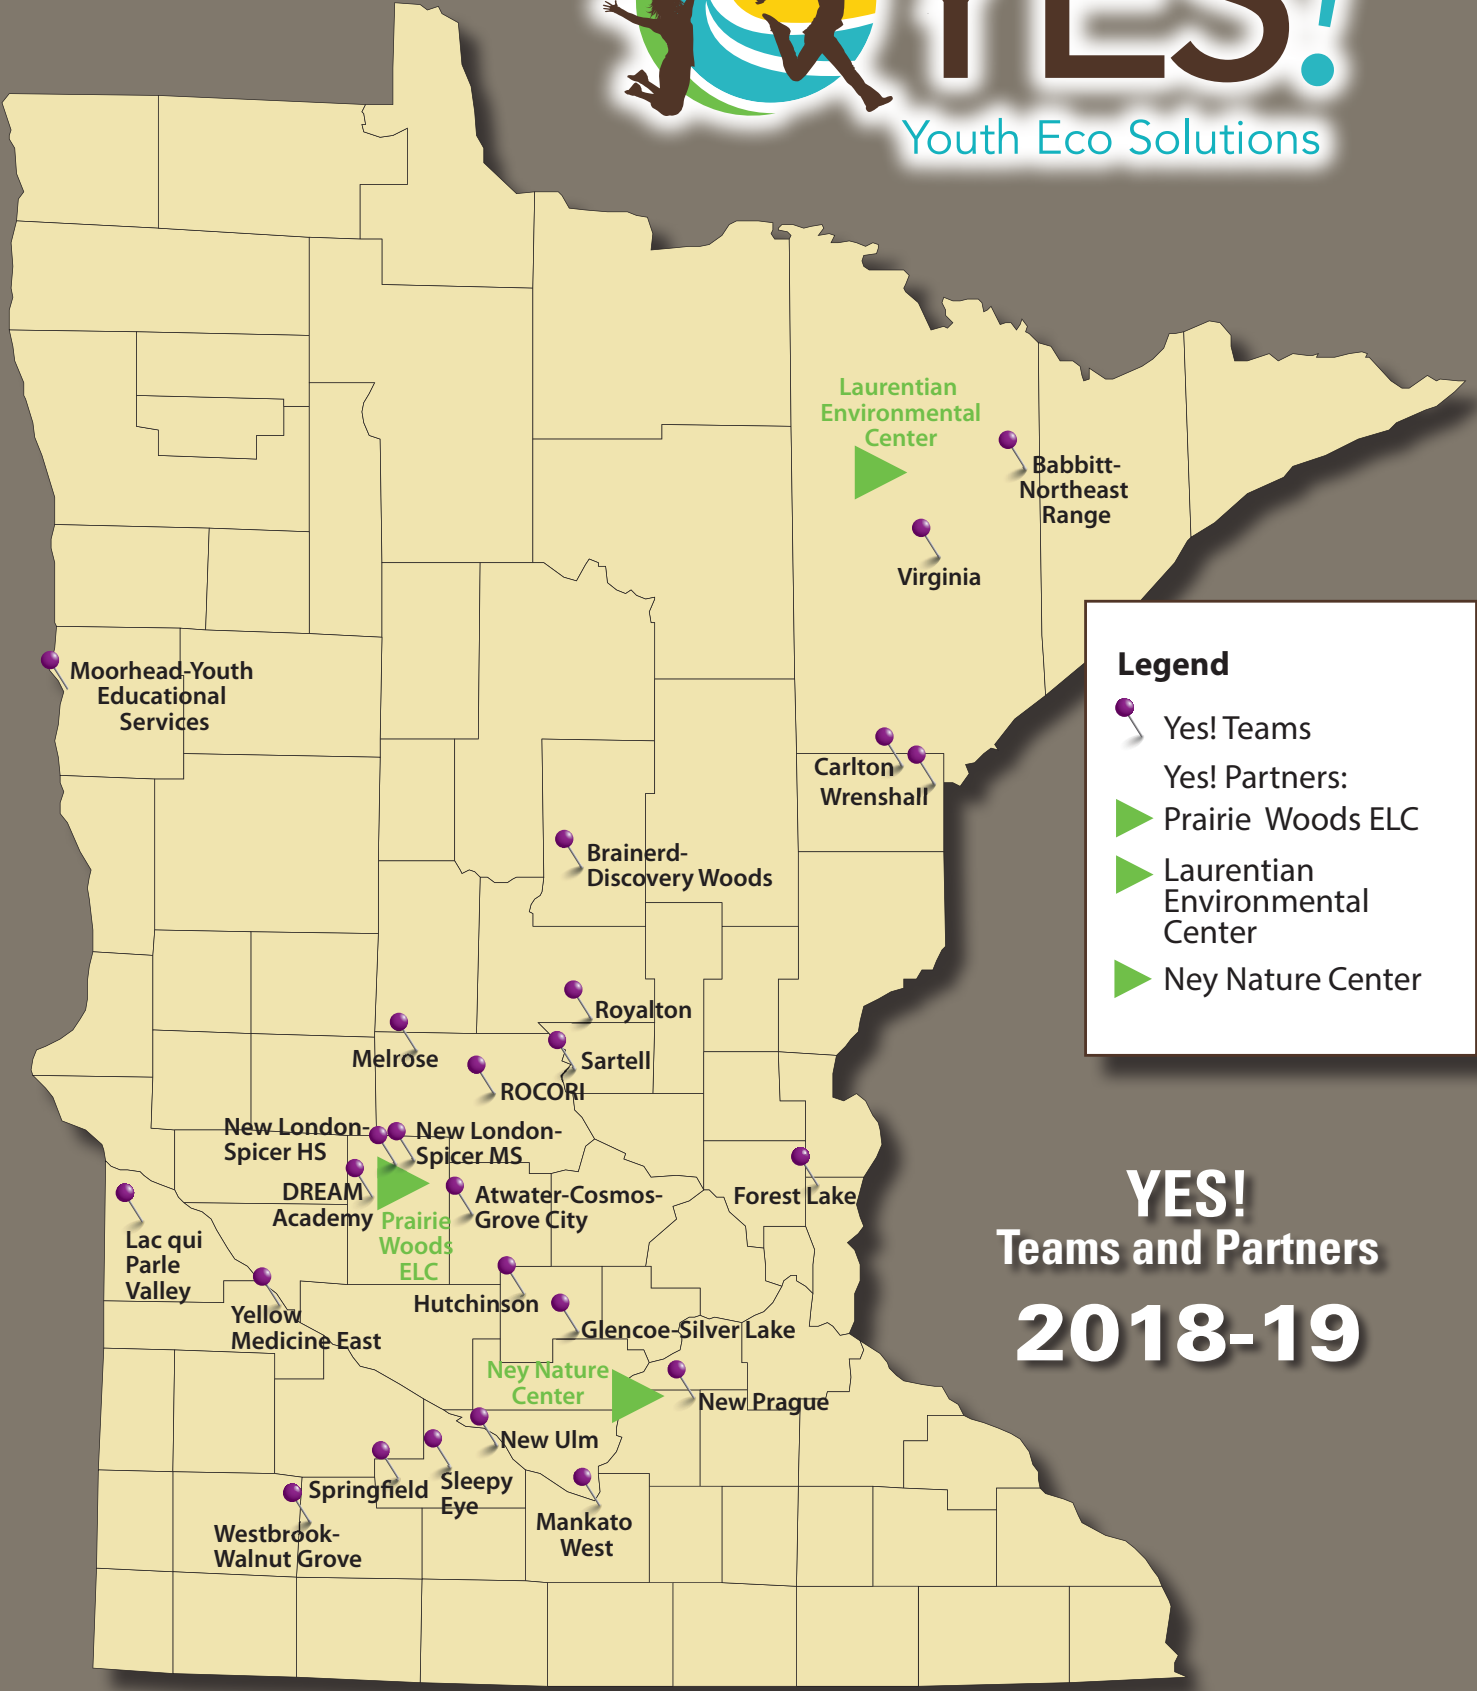 YES!
Youth Eco Solutions
Laurentian
Environmental
Center
Babbitt-
Northeast
Range
Virginia
Moorhead-Youth
Educational
Services
Carlton
Wrenshall
Brainerd-
Discovery Woods
Royalton
Melrose
Sartell
ROCORI
New London-
Spicer HS
New London-
Spicer MS
DREAM
Academy
Prairie
Woods
ELC
Atwater-Cosmos-
Grove City
Forest Lake
Lac qui
Parle
Valley
Yellow
Medicine East
Hutchinson
Glencoe-Silver Lake
Ney Nature
Center
New Prague
New Ulm
Springfield
Sleepy
Eye
Mankato
West
Westbrook-
Walnut Grove
Legend
Yes! Teams
Yes! Partners:
Prairie Woods ELC
Laurentian
Environmental
Center
Ney Nature Center
YES!
Teams and Partners
2018-19